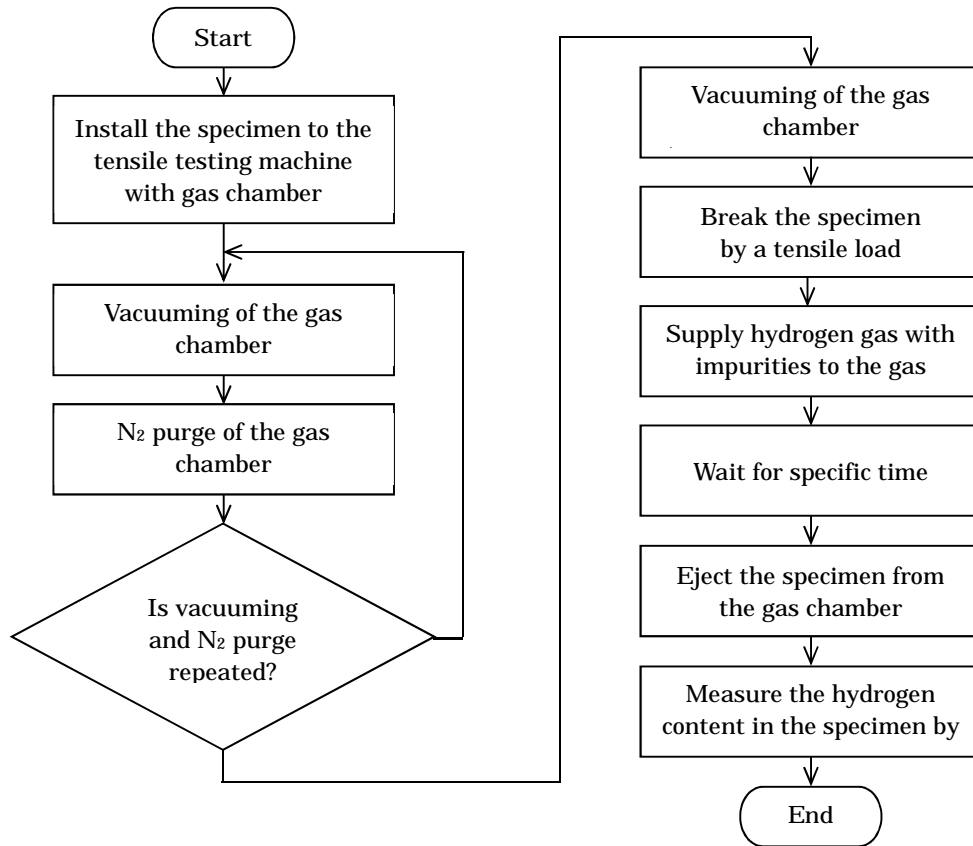 Start
Install the specimen to the
tensile testing machine
with gas chamber
Vacuuming of the gas
chamber
N₂ purge of the gas
chamber
Is vacuuming
and N₂ purge
repeated?
Vacuuming of the gas
chamber
Break the specimen
by a tensile load
Supply hydrogen gas with
impurities to the gas
Wait for specific time
Eject the specimen from
the gas chamber
Measure the hydrogen
content in the specimen by
End